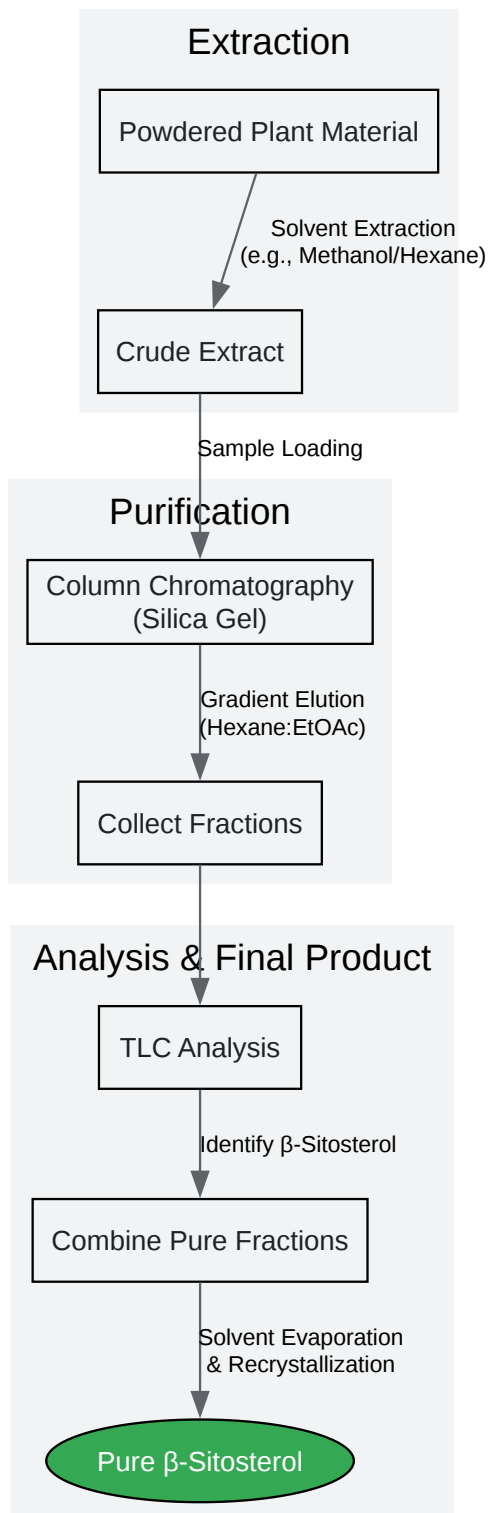 Extraction
Powdered Plant Material
Solvent Extraction
(e.g., Methanol/Hexane)
Crude Extract
Sample Loading
Purification
Column Chromatography
(Silica Gel)
Gradient Elution
(Hexane:EtOAc)
Collect Fractions
Analysis & Final Product
TLC Analysis
Identify β-Sitosterol
Combine Pure Fractions
Solvent Evaporation
& Recrystallization
Pure β-Sitosterol